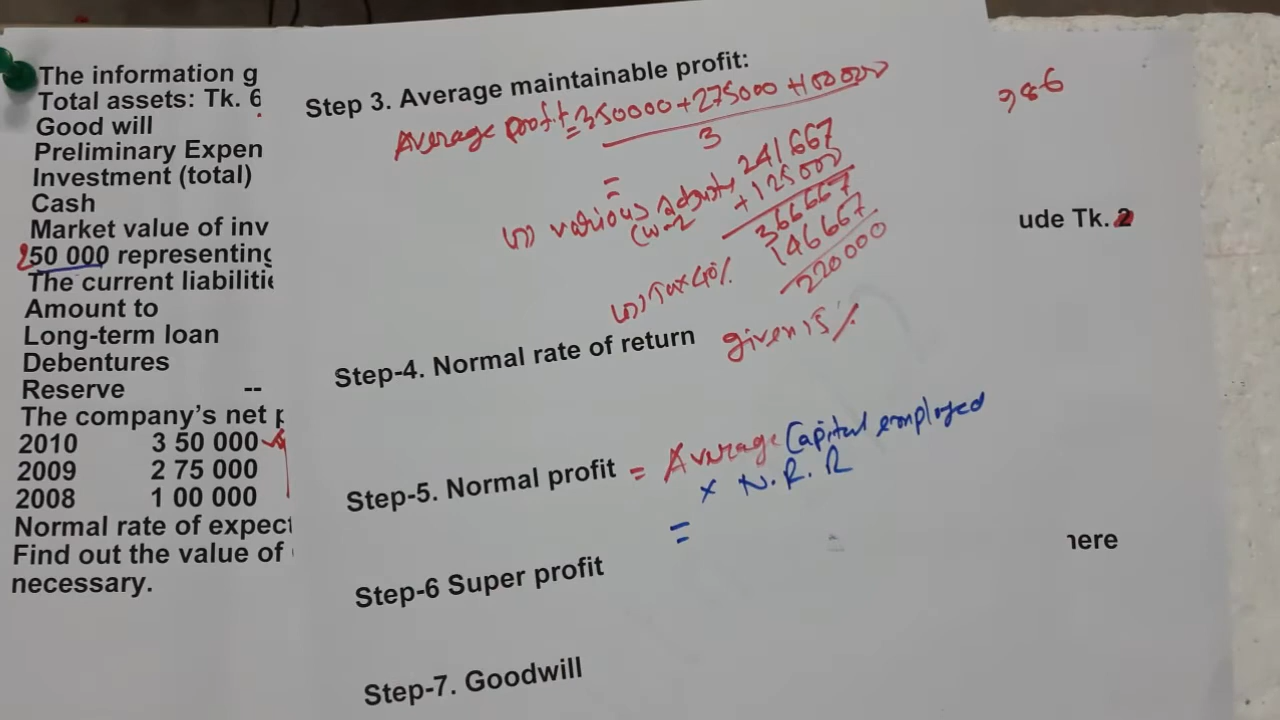 The information g
Total assets: Tk. 6
Good will
Preliminary Expen
Investment (total)
Cash
Market value of inv
250 000 representing
The current liabilitie
Amount to
Long-term loan
Debentures
Reserve --
The company's net p
2010 3 50 000
2009 2 75 000
2008 1 00 000
Normal rate of expect
Find out the value of
necessary.
Step 3. Average maintainable profit:
Average profit = 350000 + 275000 + 100000
3
= 241667
various adjust +125000
(w-2 366667
Tax 40% 146667
220000
Step-4. Normal rate of return given 15%
Step-5. Normal profit = Average Capital employed
× N.R.R
=
Step-6 Super profit
Step-7. Goodwill
986
ude Tk. 2
here